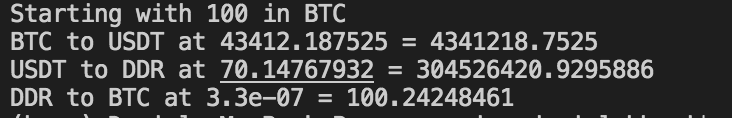 Starting with 100 in BTC
BTC to USDT at 43412.187525 = 4341218.7525
USDT to DDR at 70.14767932 = 304526420.9295886
DDR to BTC at 3.3e-07 = 100.24248461